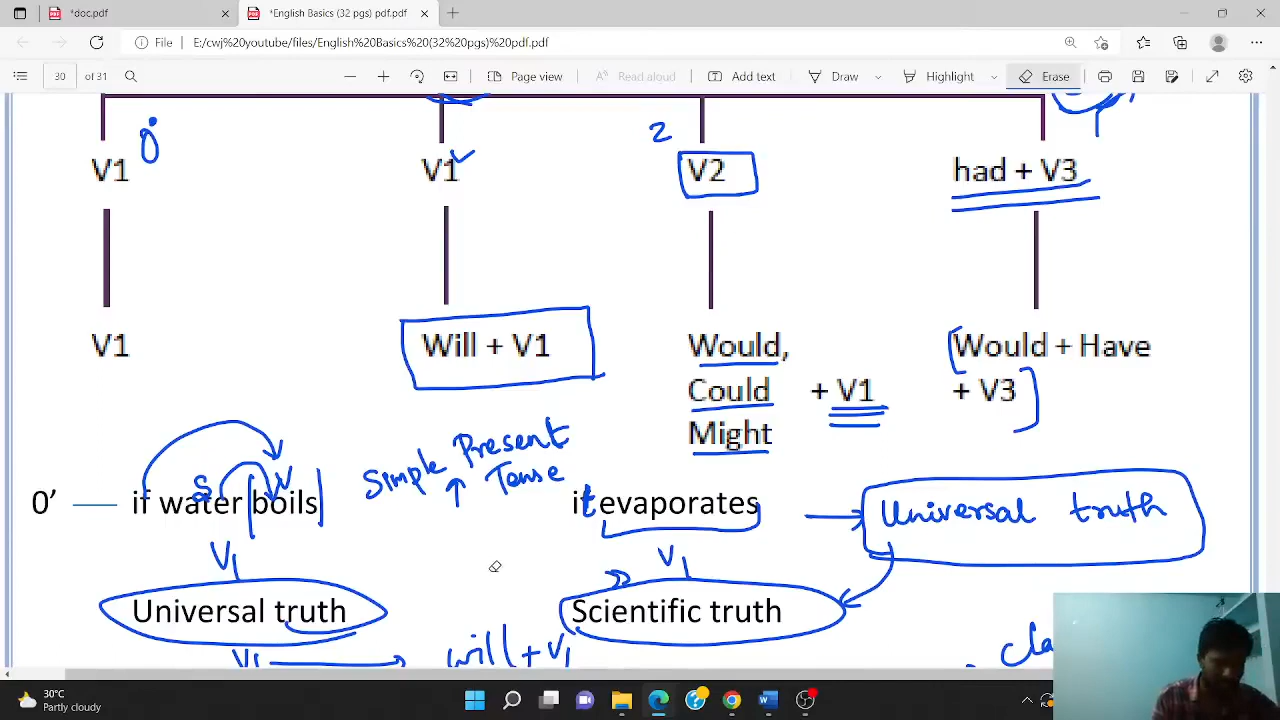 *doc.pdf
*English Basics (32 pgs) pdf.pdf
File
E:/cwj%20youtube/files/English%20Basics%20(32%20pgs)%20pdf.pdf
30
of 31
Page view
Read aloud
Add text
Draw
Highlight
Erase
0
2
V1
V1
V2
had + V3
V1
Will + V1
Would,
Could
+ V1
Might
Would + Have
+ V3
Simple Present
Tense
S
V
0'
if water boils
it evaporates
Universal truth
V1
V1
Universal truth
Scientific truth
V1
will + V1
30°C
Partly cloudy